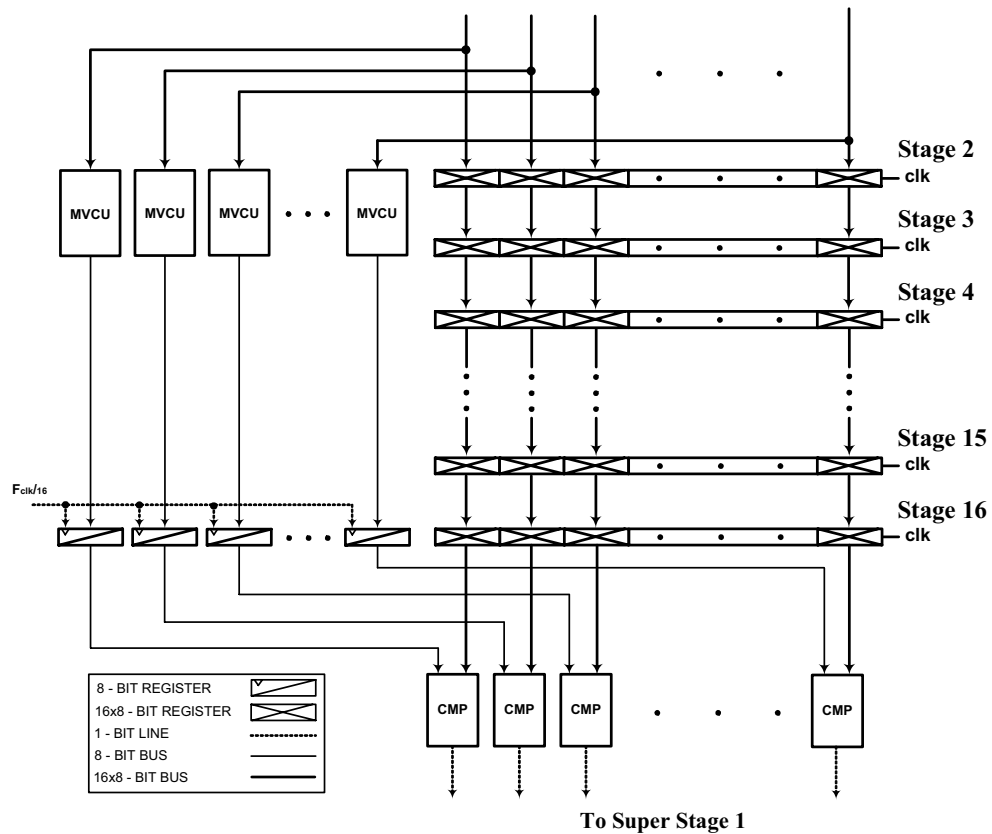 Stage 2
clk
MVCU MVCU MVCU MVCU
Stage 3
clk
Stage 4
clk
Stage 15
clk
Fclk/16
Stage 16
clk
8 - BIT REGISTER
16x8 - BIT REGISTER
1 - BIT LINE
8 - BIT BUS
16x8 - BIT BUS
CMP CMP CMP CMP
To Super Stage 1